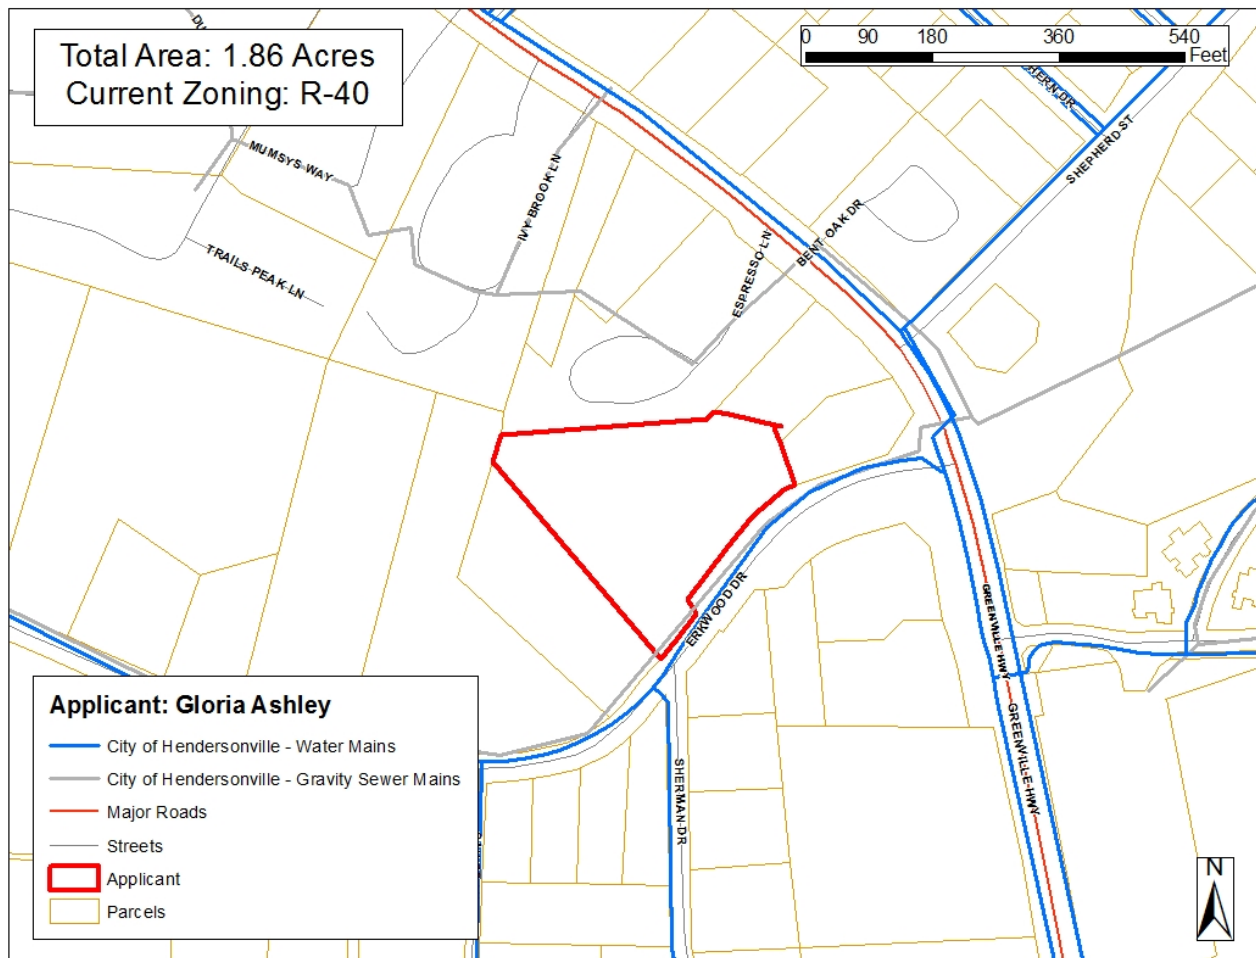 Total Area: 1.86 Acres
Current Zoning: R-40
0 90 180 360 540
Feet
SHEPHERD ST
MUMSYS WAY
IVY BROOK LN
BENT OAK DR
ESPRESSO LN
TRAILS PEAK LN
ERKWOOD DR
GREENVILLE HWY
GREENVILLE HWY
SHERMAN DR
Applicant: Gloria Ashley
City of Hendersonville - Water Mains
City of Hendersonville - Gravity Sewer Mains
Major Roads
Streets
Applicant
Parcels
N